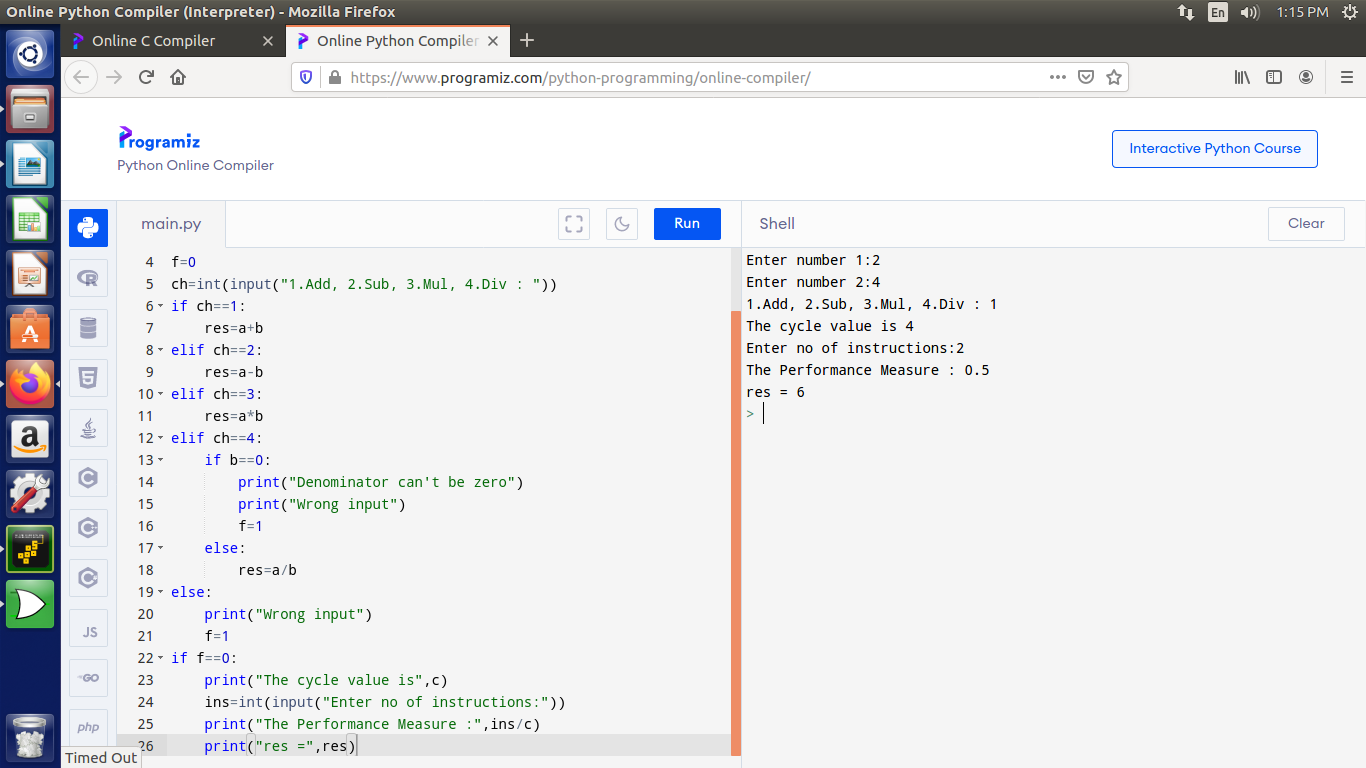 Online Python Compiler (Interpreter) - Mozilla Firefox
En
1:15 PM
Online C Compiler
Online Python Compiler
https://www.programiz.com/python-programming/online-compiler/
Programiz
Python Online Compiler
Interactive Python Course
main.py
Run
Shell
Clear
4 f=0
5 ch=int(input("1.Add, 2.Sub, 3.Mul, 4.Div : "))
6 if ch==1:
7     res=a+b
8 elif ch==2:
9     res=a-b
10 elif ch==3:
11     res=a*b
12 elif ch==4:
13     if b==0:
14         print("Denominator can't be zero")
15         print("Wrong input")
16         f=1
17     else:
18         res=a/b
19 else:
20     print("Wrong input")
21     f=1
22 if f==0:
23     print("The cycle value is",c)
24     ins=int(input("Enter no of instructions:"))
25     print("The Performance Measure :",ins/c)
26     print("res =",res)
Enter number 1:2
Enter number 2:4
1.Add, 2.Sub, 3.Mul, 4.Div : 1
The cycle value is 4
Enter no of instructions:2
The Performance Measure : 0.5
res = 6
>
R
5
C
C
C
JS
GO
php
a
A
Timed Out